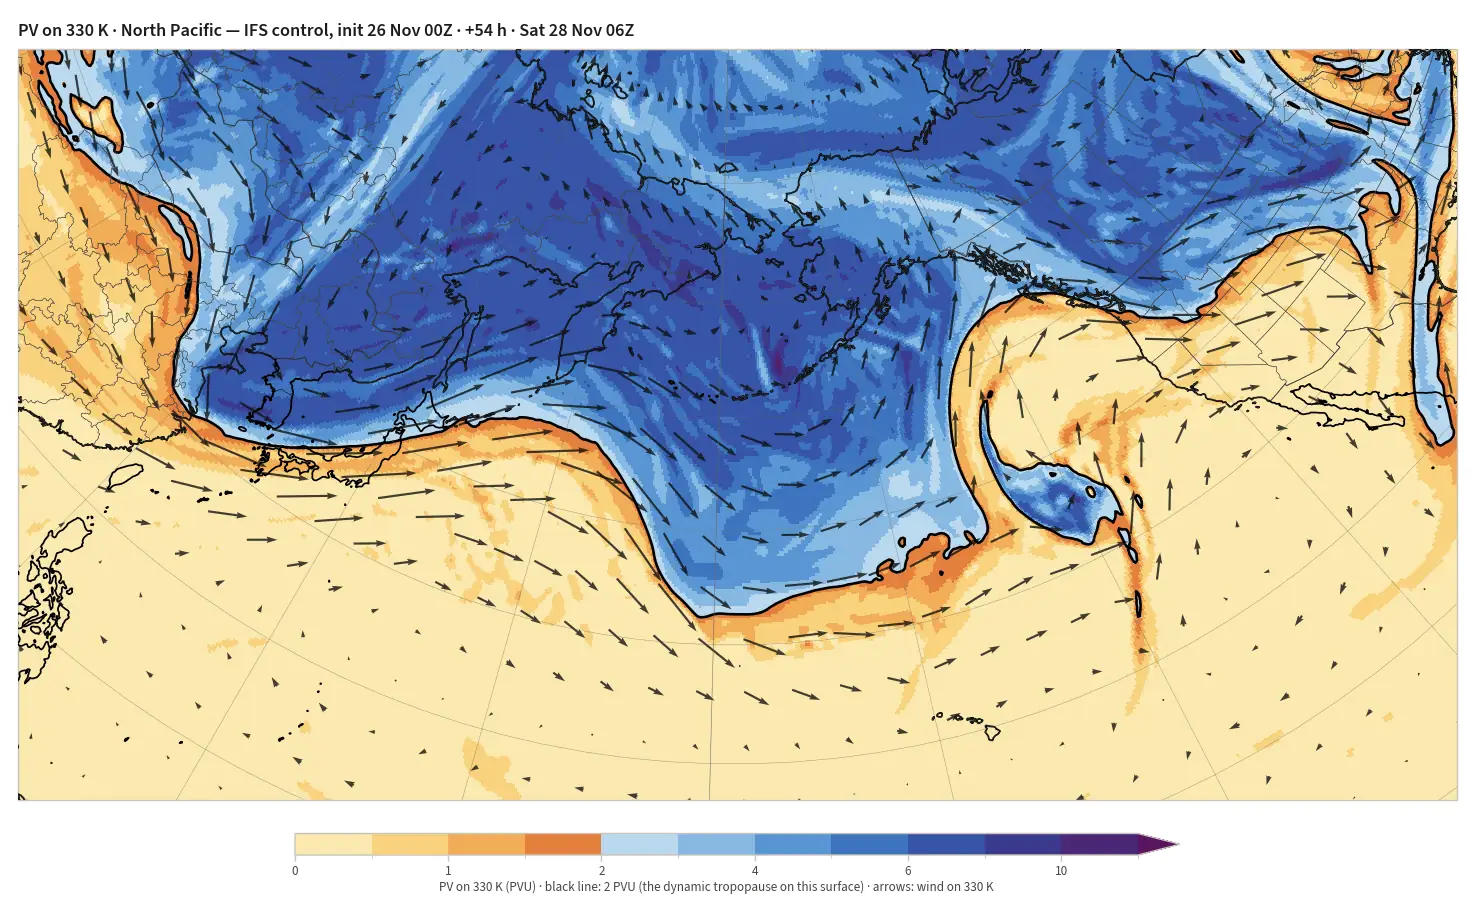 PV on 330 K · North Pacific — IFS control, init 26 Nov 00Z · +54 h · Sat 28 Nov 06Z
0 1 2 4 6 10
PV on 330 K (PVU) · black line: 2 PVU (the dynamic tropopause on this surface) · arrows: wind on 330 K